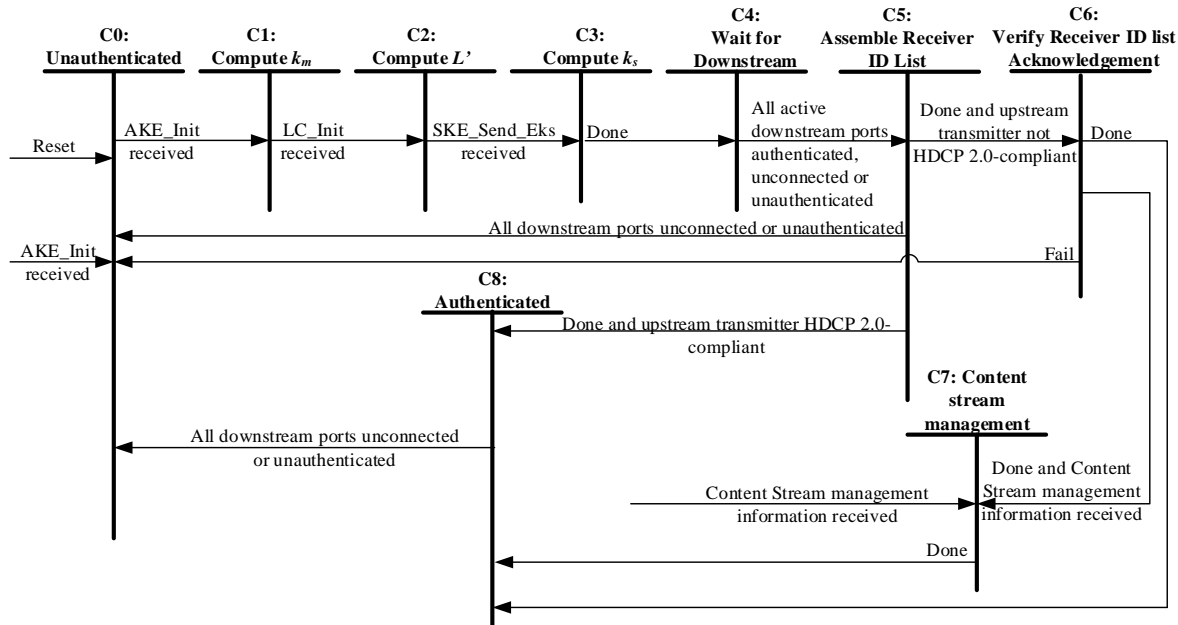 C0:
Unauthenticated
C1:
Compute km
C2:
Compute L’
C3:
Compute ks
C4:
Wait for
Downstream
C5:
Assemble Receiver
ID List
C6:
Verify Receiver ID list
Acknowledgement
Reset
AKE_Init
received
LC_Init
received
SKE_Send_Eks
received
Done
All active
downstream ports
authenticated,
unconnected or
unauthenticated
Done and upstream
transmitter not
HDCP 2.0-compliant
Done
All downstream ports unconnected or unauthenticated
AKE_Init
received
Fail
C8:
Authenticated
Done and upstream transmitter HDCP 2.0-
compliant
C7: Content
stream
management
All downstream ports unconnected
or unauthenticated
Content Stream management
information received
Done and Content
Stream management
information received
Done